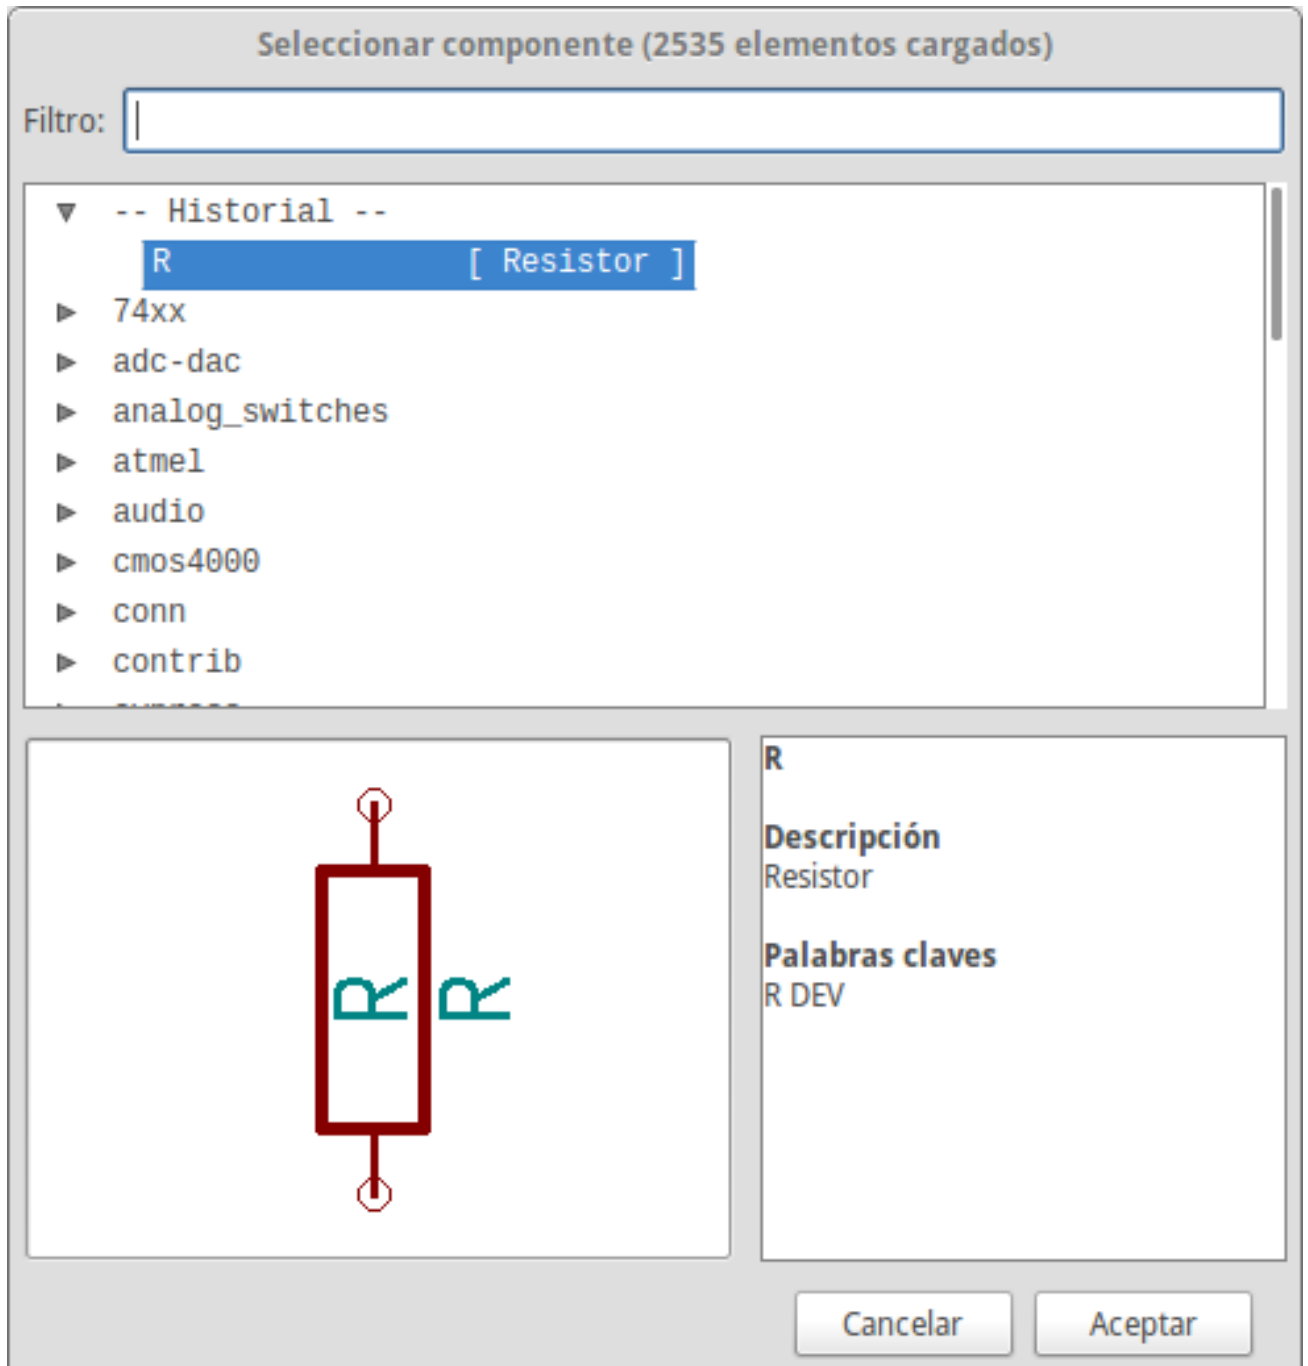 Seleccionar componente (2535 elementos cargados)
Filtro:
-- Historial --
R [ Resistor ]
74xx
adc-dac
analog_switches
atmel
audio
cmos4000
conn
contrib
R R
R
Descripción
Resistor
Palabras claves
R DEV
Cancelar Aceptar